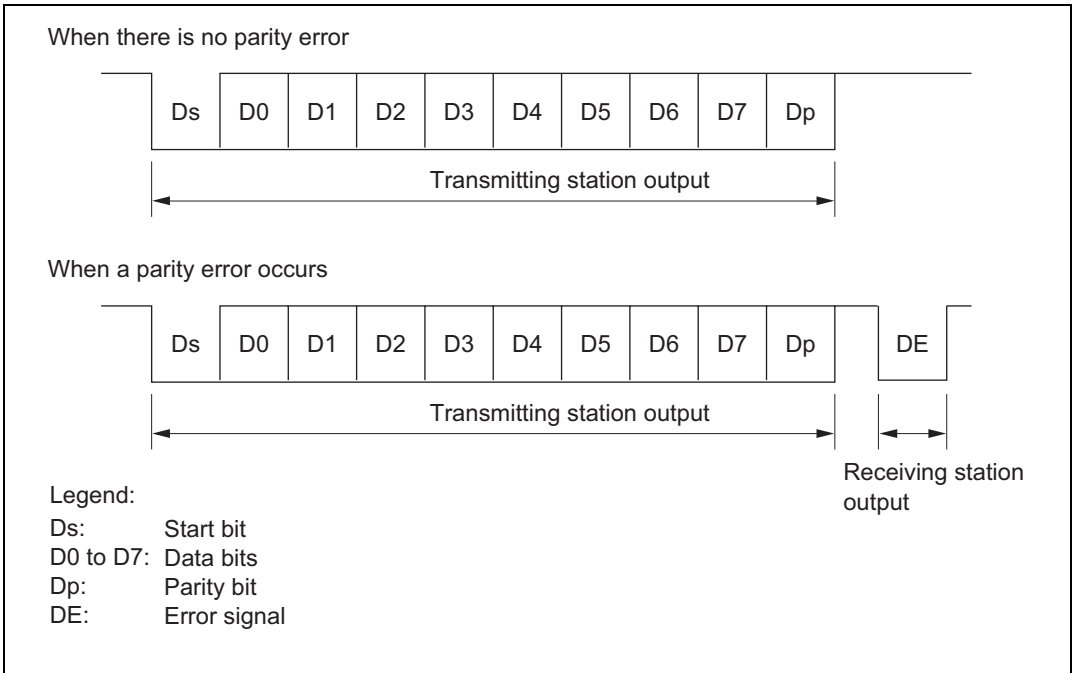 When there is no parity error
Ds D0 D1 D2 D3 D4 D5 D6 D7 Dp
Transmitting station output
When a parity error occurs
Ds D0 D1 D2 D3 D4 D5 D6 D7 Dp DE
Transmitting station output
Receiving station
output
Legend:
Ds: Start bit
D0 to D7: Data bits
Dp: Parity bit
DE: Error signal